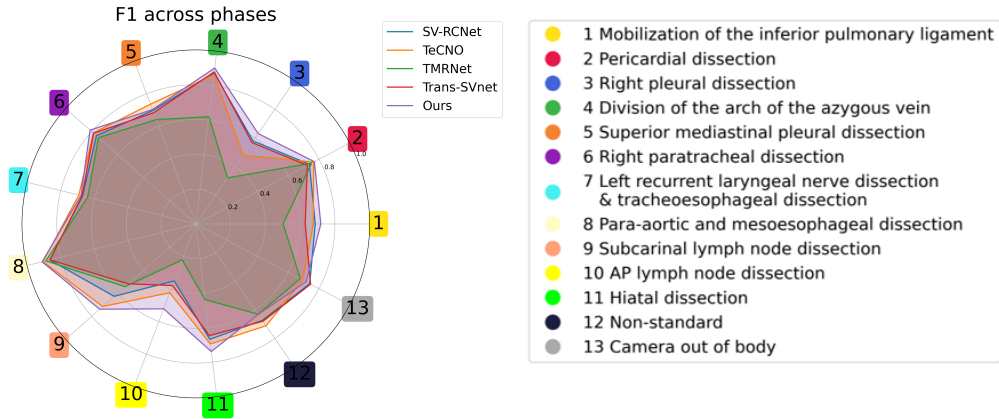 F1 across phases
SV-RCNet
TeCNO
TMRNet
Trans-SVnet
Ours
1
2
3
4
5
6
7
8
9
10
11
12
13
0.2
0.4
0.6
0.8
1.0
1 Mobilization of the inferior pulmonary ligament
2 Pericardial dissection
3 Right pleural dissection
4 Division of the arch of the azygous vein
5 Superior mediastinal pleural dissection
6 Right paratracheal dissection
7 Left recurrent laryngeal nerve dissection
& tracheoesophageal dissection
8 Para-aortic and mesoesophageal dissection
9 Subcarinal lymph node dissection
10 AP lymph node dissection
11 Hiatal dissection
12 Non-standard
13 Camera out of body